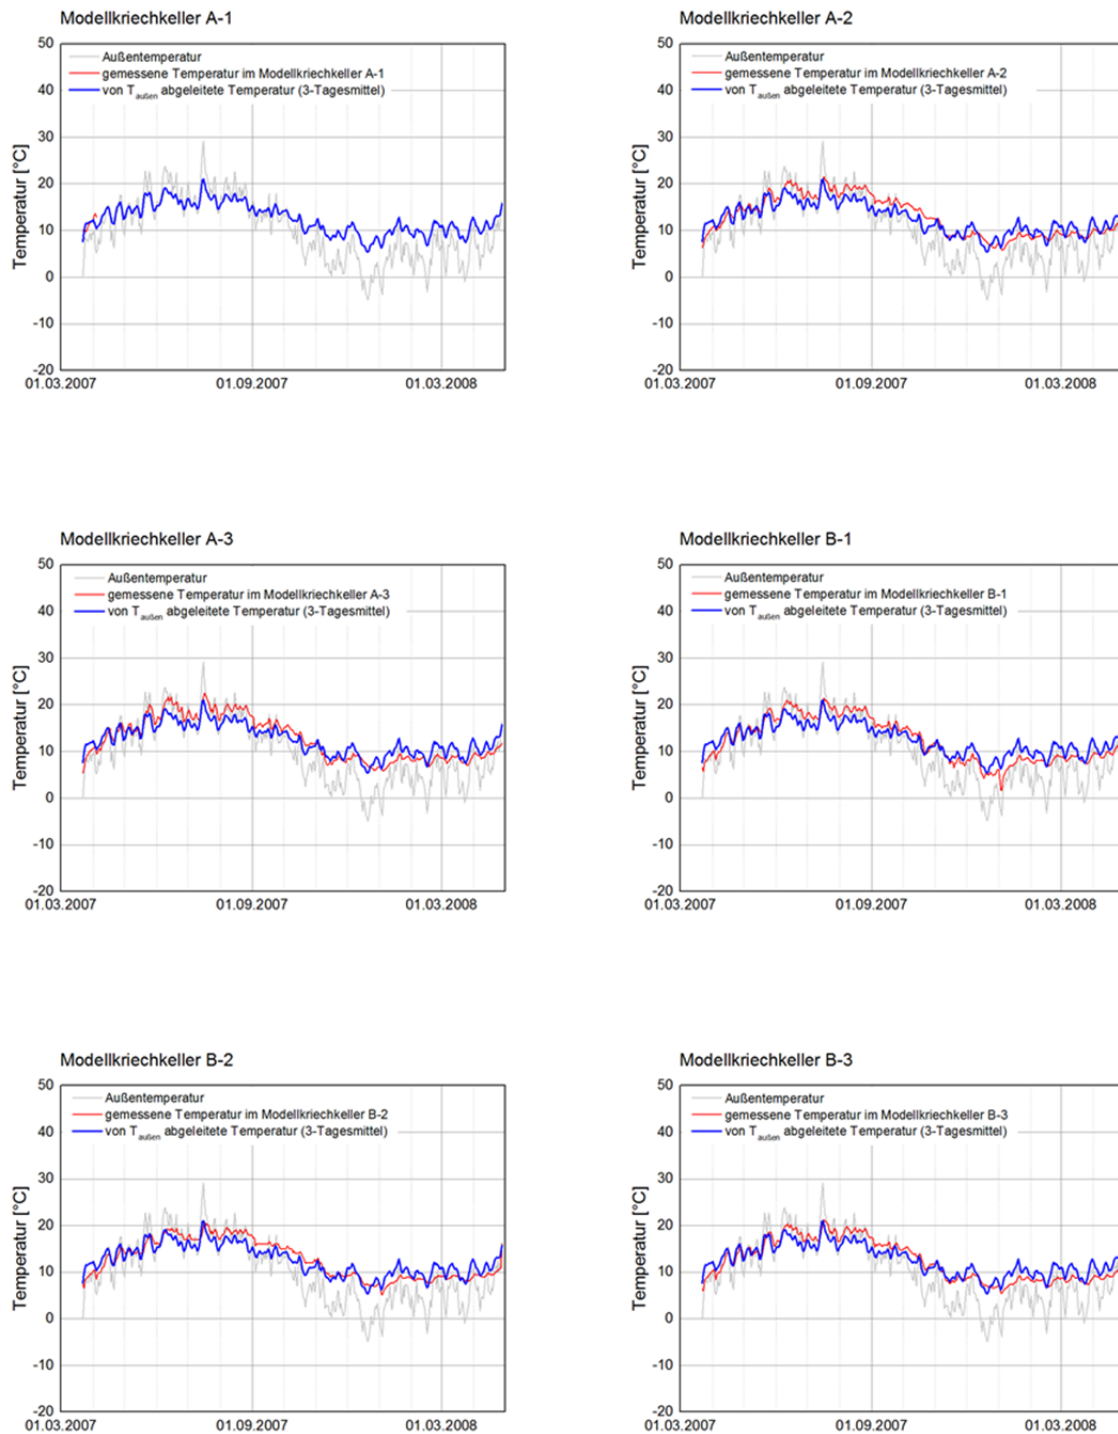 Modellkriechkeller A-1
50
Außentemperatur
gemessene Temperatur im Modellkriechkeller A-1
40
von Taußen abgeleitete Temperatur (3-Tagesmittel)
30
20
10
0
-10
-20
Temperatur [°C]
01.03.2007
01.09.2007
01.03.2008
Modellkriechkeller A-2
50
Außentemperatur
gemessene Temperatur im Modellkriechkeller A-2
40
von Taußen abgeleitete Temperatur (3-Tagesmittel)
30
20
10
0
-10
-20
Temperatur [°C]
01.03.2007
01.09.2007
01.03.2008
Modellkriechkeller A-3
50
Außentemperatur
gemessene Temperatur im Modellkriechkeller A-3
40
von Taußen abgeleitete Temperatur (3-Tagesmittel)
30
20
10
0
-10
-20
Temperatur [°C]
01.03.2007
01.09.2007
01.03.2008
Modellkriechkeller B-1
50
Außentemperatur
gemessene Temperatur im Modellkriechkeller B-1
40
von Taußen abgeleitete Temperatur (3-Tagesmittel)
30
20
10
0
-10
-20
Temperatur [°C]
01.03.2007
01.09.2007
01.03.2008
Modellkriechkeller B-2
50
Außentemperatur
gemessene Temperatur im Modellkriechkeller B-2
40
von Taußen abgeleitete Temperatur (3-Tagesmittel)
30
20
10
0
-10
-20
Temperatur [°C]
01.03.2007
01.09.2007
01.03.2008
Modellkriechkeller B-3
50
Außentemperatur
gemessene Temperatur im Modellkriechkeller B-3
40
von Taußen abgeleitete Temperatur (3-Tagesmittel)
30
20
10
0
-10
-20
Temperatur [°C]
01.03.2007
01.09.2007
01.03.2008